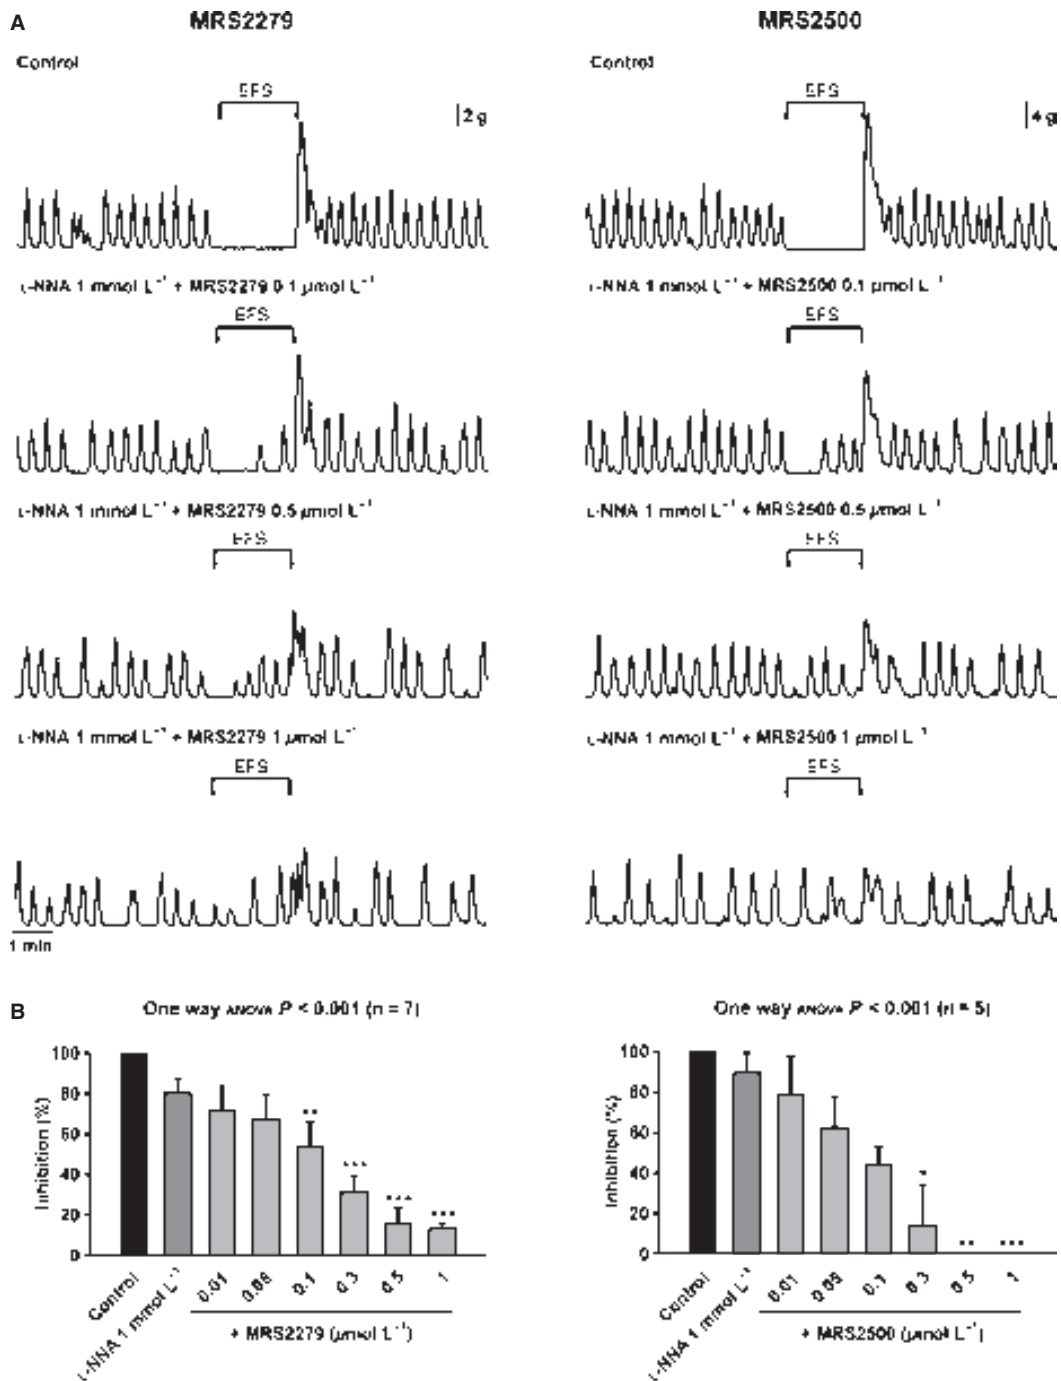 A
MRS2279
MRS2500
Control
Control
EFS
EFS
2 g
4 g
L-NNA 1 mmol L⁻¹ + MRS2279 0.1 µmol L⁻¹
L-NNA 1 mmol L⁻¹ + MRS2500 0.1 µmol L⁻¹
EFS
EFS
L-NNA 1 mmol L⁻¹ + MRS2279 0.5 µmol L⁻¹
L-NNA 1 mmol L⁻¹ + MRS2500 0.5 µmol L⁻¹
EFS
EFS
L-NNA 1 mmol L⁻¹ + MRS2279 1 µmol L⁻¹
L-NNA 1 mmol L⁻¹ + MRS2500 1 µmol L⁻¹
EFS
EFS
1 min
B
One way ANOVA P < 0.001 (n = 7)
Inhibition (%)
100
80
60
40
20
0
**
***
***
***
Control
L-NNA 1 mmol L⁻¹
0.01
0.1
0.3
0.5
1
+ MRS2279 (µmol L⁻¹)
One way ANOVA P < 0.001 (n = 5)
Inhibition (%)
100
80
60
40
20
0
*
**
***
Control
L-NNA 1 mmol L⁻¹
0.01
0.1
0.3
0.5
1
+ MRS2500 (µmol L⁻¹)